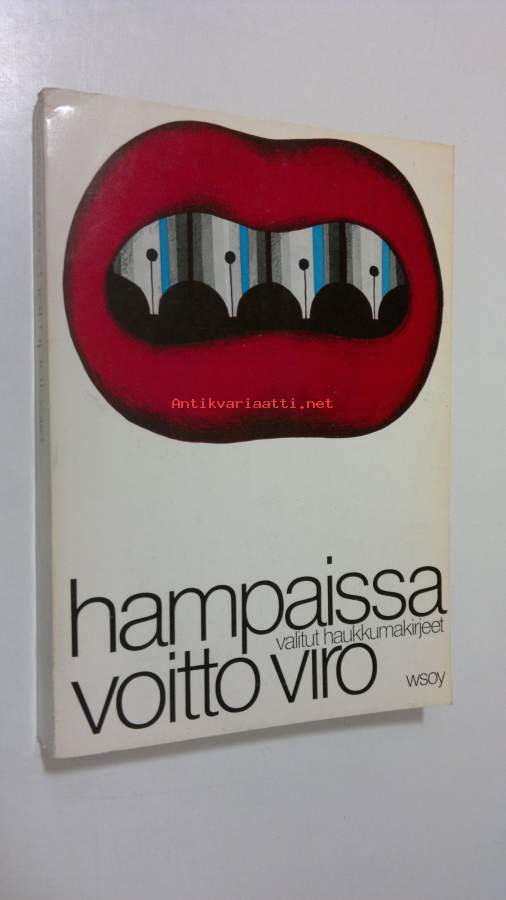 Antikvariaatti.net
hampaissa
valitut haukkumakirjeet
voitto viro
wsoy